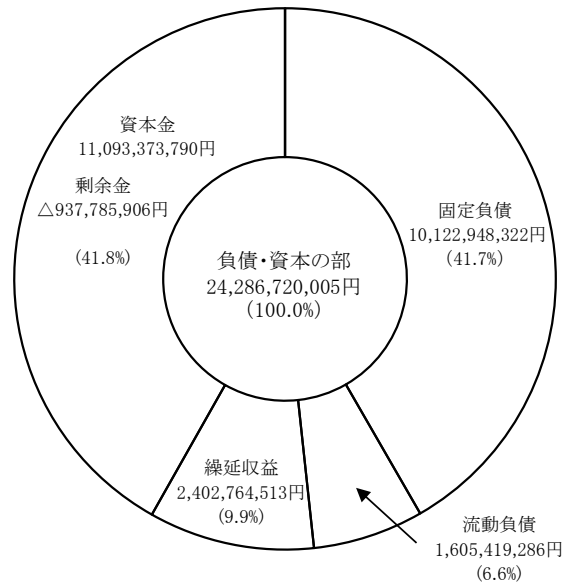 資本金
11,093,373,790円
剰余金
△937,785,906円
(41.8%)
負債・資本の部
24,286,720,005円
(100.0%)
固定負債
10,122,948,322円
(41.7%)
繰延収益
2,402,764,513円
(9.9%)
流動負債
1,605,419,286円
(6.6%)